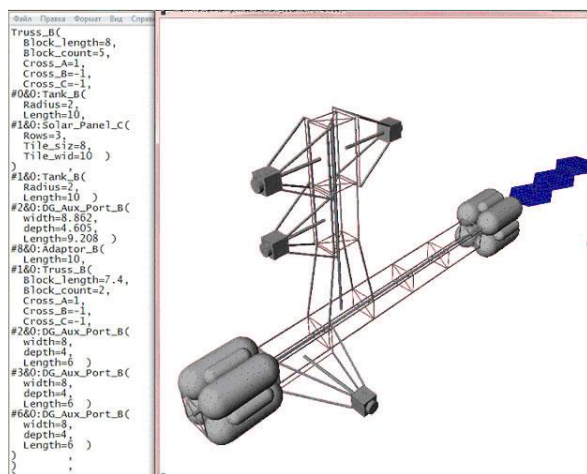 Файл Правка Формат Вид Справка
Truss_B(
Block_length=8,
Block_count=5,
Cross_A=1,
Cross_B=-1,
Cross_C=-1,
#0&0:Tank_B(
Radius=2,
Length=10,
#1&0:Solar_Panel_C(
Rows=3,
Tile_siz=8,
Tile_wid=10 )
) ,
#1&0:Tank_B(
Radius=2,
Length=10 )
#2&0:DG_Aux_Port_B(
width=8.862,
depth=4.605,
Length=9.208 )
#8&0:Adaptor_B(
Length=10,
#1&0:Truss_B(
Block_length=7.4,
Block_count=2,
Cross_A=1,
Cross_B=-1,
Cross_C=-1,
#2&0:DG_Aux_Port_B(
width=8,
depth=4,
Length=6 )
#3&0:DG_Aux_Port_B(
width=8,
depth=4,
Length=6 )
#6&0:DG_Aux_Port_B(
width=8,
depth=4,
Length=6 )
) ,
) ,